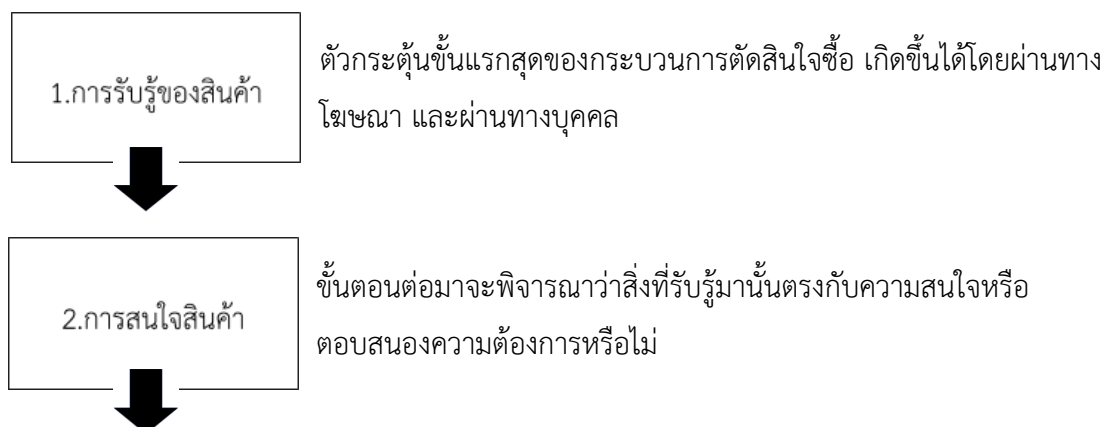 1.การรับรู้ของสินค้า
ตัวกระตุ้นขั้นแรกสุดของกระบวนการตัดสินใจซื้อ เกิดขึ้นได้โดยผ่านทาง
โฆษณา และผ่านทางบุคคล
2.การสนใจสินค้า
ขั้นตอนต่อมาจะพิจารณาว่าสิ่งที่รับรู้มานั้นตรงกับความสนใจหรือ
ตอบสนองความต้องการหรือไม่